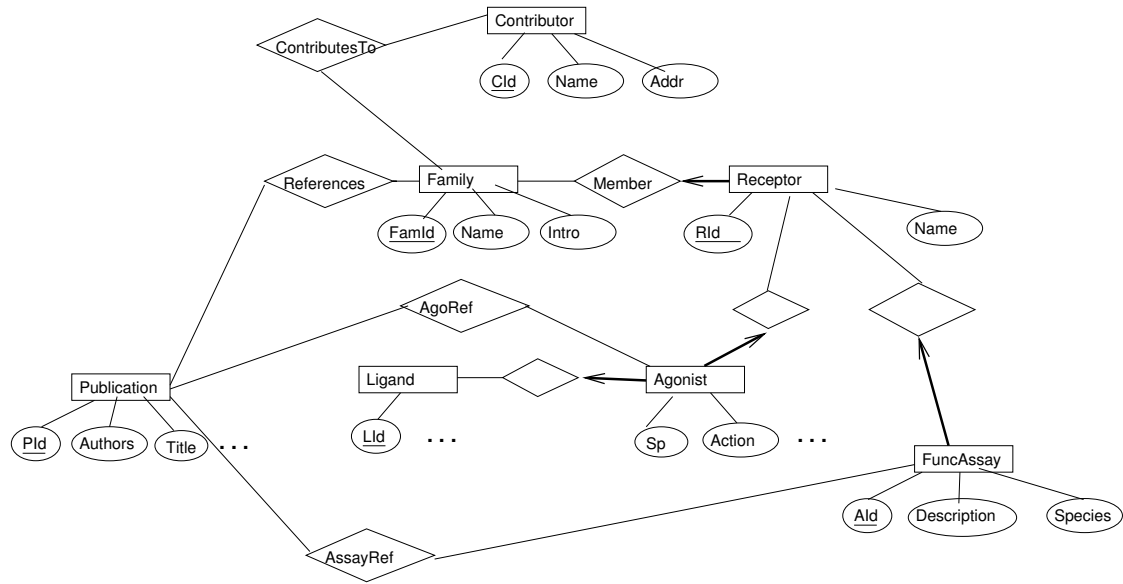 Contributor
ContributesTo
CId
Name
Addr
References
Family
Member
Receptor
FamId
Name
Intro
RId
Name
AgoRef
Publication
Ligand
Agonist
PId
Authors
Title
...
LId
...
Sp
Action
...
FuncAssay
AId
Description
Species
AssayRef